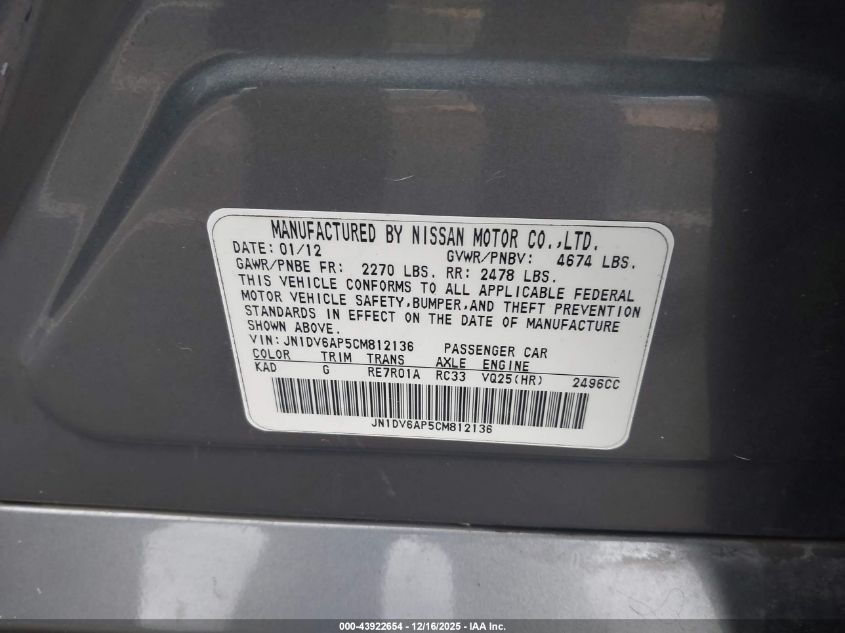 MANUFACTURED BY NISSAN MOTOR CO.,LTD.
DATE: 01/12 GVWR/PNBV: 4674 LBS.
GAWR/PNBE FR: 2270 LBS. RR: 2478 LBS.
THIS VEHICLE CONFORMS TO ALL APPLICABLE FEDERAL
MOTOR VEHICLE SAFETY,BUMPER,AND THEFT PREVENTION
STANDARDS IN EFFECT ON THE DATE OF MANUFACTURE
SHOWN ABOVE.
VIN: JN1DV6AP5CM812136 PASSENGER CAR
COLOR TRIM TRANS AXLE ENGINE
KAD G RE7R01A RC33 VQ25(HR) 2496CC
JN1DV6AP5CM812136
000-43922654 - 12/16/2025 - IAA Inc.